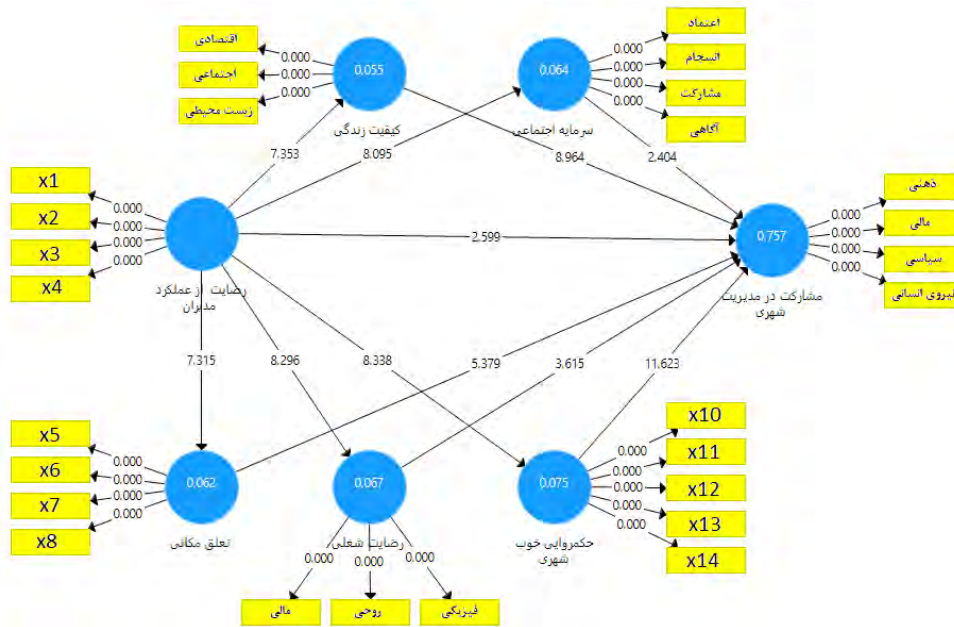 اقتصادی
0.000
اجتماعی
0.000
زیست محیطی
0.000
0.055
کیفیت زندگی
0.064
سرمایه اجتماعی
اعتماد
0.000
انسجام
0.000
مشارکت
0.000
آگاهی
0.000
7.353
8.095
8.964
2.404
x1
0.000
x2
0.000
x3
0.000
x4
0.000
رضایت از عملکرد
مدیران
2.599
0.757
مشارکت در مدیریت
شهری
ذهنی
0.000
مالی
0.000
سیاسی
0.000
نیروی انسانی
0.000
7.315
8.296
8.338
5.379
3.615
11.623
x5
0.000
x6
0.000
x7
0.000
x8
0.000
0.062
تعلق مکانی
0.067
رضایت شغلی
0.000
0.000
0.000
مالی
روحی
فیزیکی
0.075
حکمروایی خوب
شهری
x10
0.000
x11
0.000
x12
0.000
x13
0.000
x14
0.000